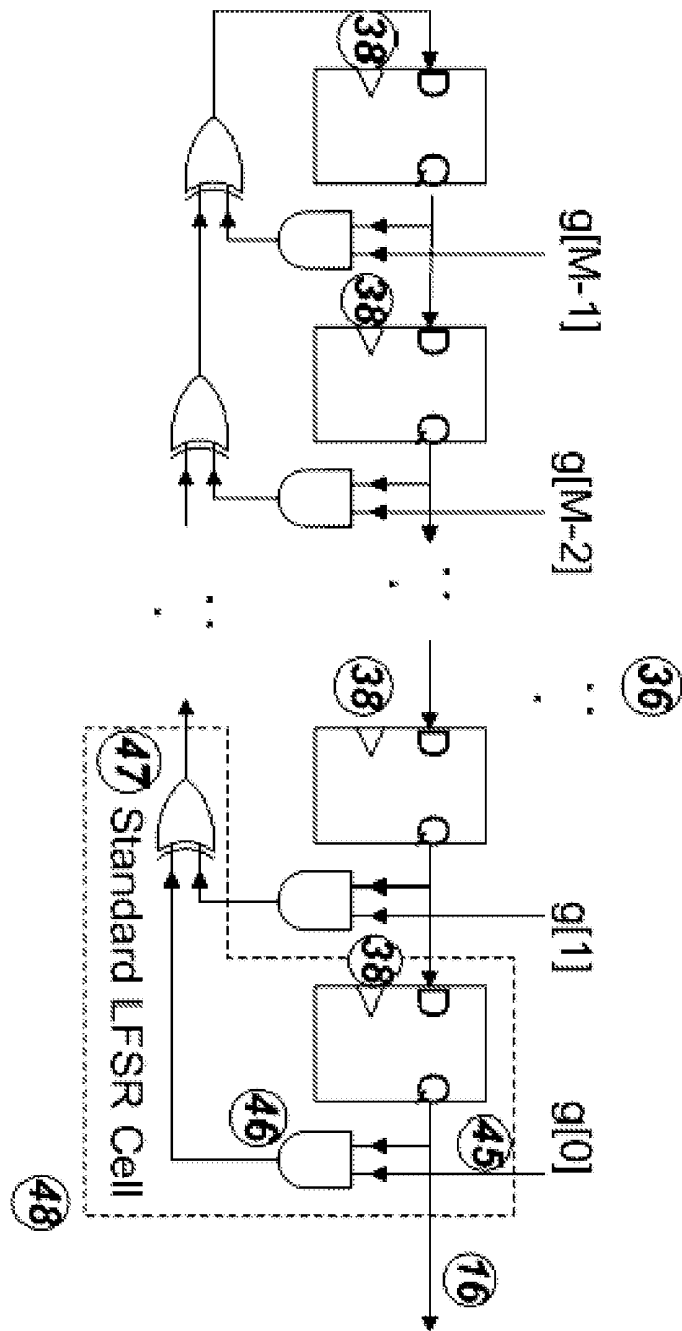 36
g[M-1]
g[M-2]
g[1]
g[0]
45
16
D
Q
D
Q
D
Q
D
Q
38
38
38
38
46
47
Standard LFSR Cell
48